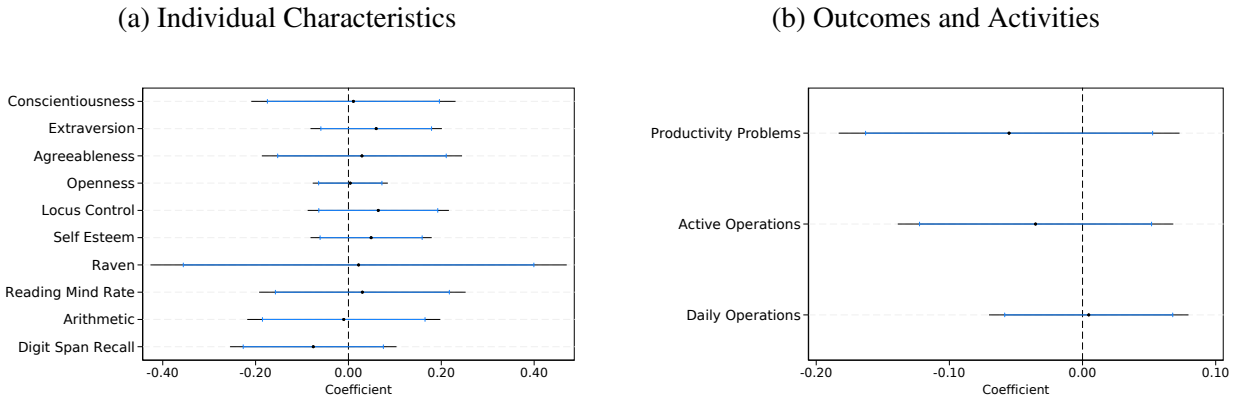 (a) Individual Characteristics
Conscientiousness
Extraversion
Agreeableness
Openness
Locus Control
Self Esteem
Raven
Reading Mind Rate
Arithmetic
Digit Span Recall
-0.40 -0.20 0.00 0.20 0.40
Coefficient
(b) Outcomes and Activities
Productivity Problems
Active Operations
Daily Operations
-0.20 -0.10 0.00 0.10
Coefficient